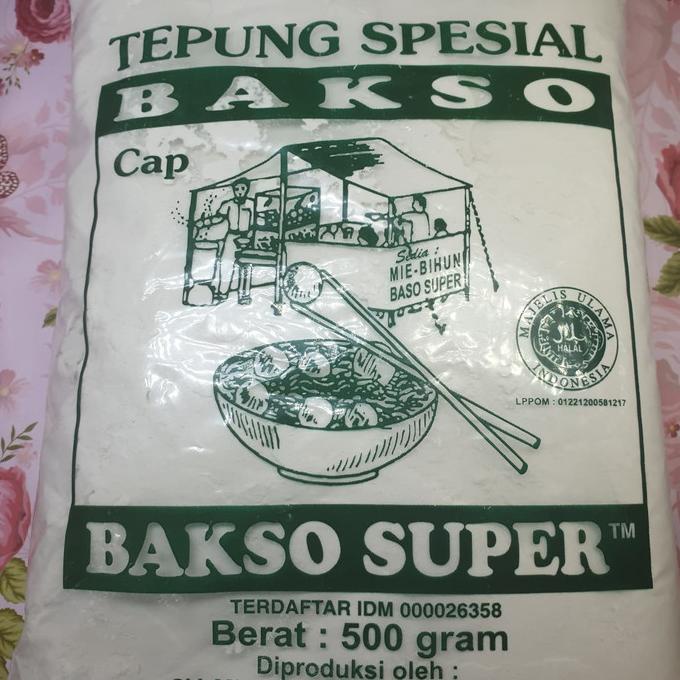 TEPUNG SPESIAL
BAKSO
Cap
Sedia :
MIE-BIHUN
BASO SUPER
MAJELIS ULAMA
HALAL
INDONESIA
LPPOM : 01221200581217
BAKSO SUPER™
TERDAFTAR IDM 000026358
Berat : 500 gram
Diproduksi oleh :